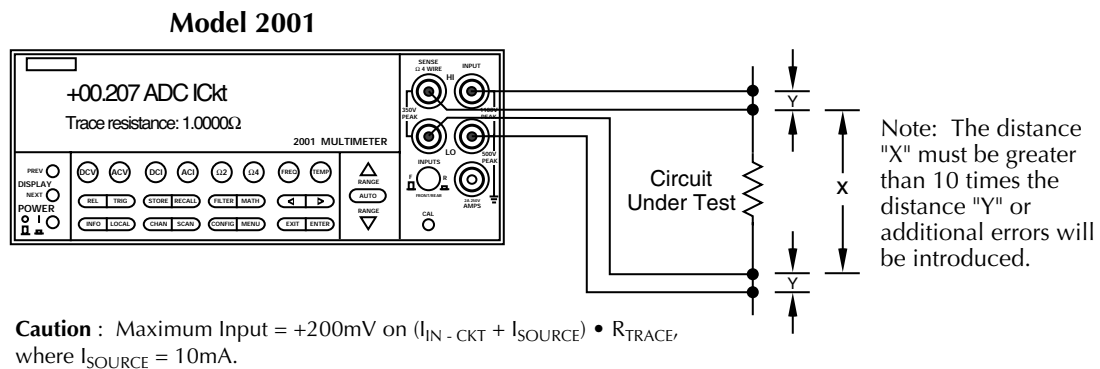 Model 2001
+00.207 ADC ICkt
Trace resistance: 1.0000Ω
2001 MULTIMETER
PREV
DISPLAY
NEXT
POWER
DCV ACV DCI ACI Ω2 Ω4 FREQ TEMP
REL TRIG STORE RECALL FILTER MATH
INFO LOCAL CHAN SCAN CONFIG MENU EXIT ENTER
RANGE
AUTO
RANGE
SENSE
Ω 4 WIRE
INPUT
HI
350V
PEAK
1100V
PEAK
LO
INPUTS
500V
PEAK
F R
FRONT/REAR
2A 250V
AMPS
CAL
Circuit
Under Test
Y
X
Y
Note: The distance
"X" must be greater
than 10 times the
distance "Y" or
additional errors will
be introduced.
Caution : Maximum Input = +200mV on (IIN - CKT + ISOURCE) • RTRACE,
where ISOURCE = 10mA.